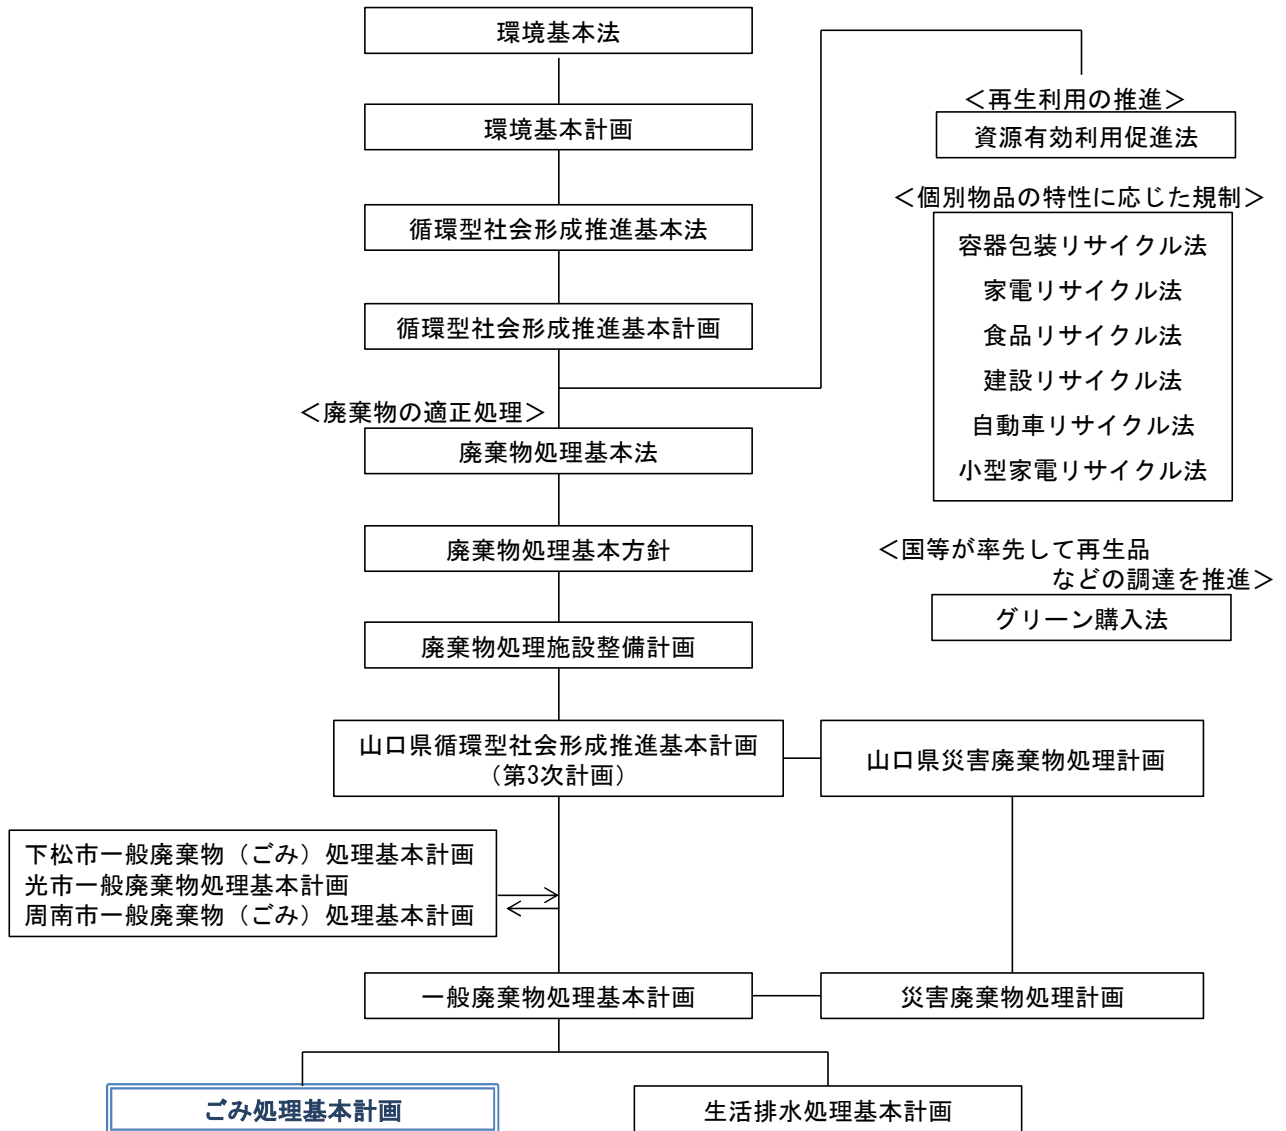 環境基本法
環境基本計画
循環型社会形成推進基本法
循環型社会形成推進基本計画
＜廃棄物の適正処理＞
廃棄物処理基本法
廃棄物処理基本方針
廃棄物処理施設整備計画
＜再生利用の推進＞
資源有効利用促進法
＜個別物品の特性に応じた規制＞
容器包装リサイクル法
家電リサイクル法
食品リサイクル法
建設リサイクル法
自動車リサイクル法
小型家電リサイクル法
＜国等が率先して再生品
などの調達を推進＞
グリーン購入法
山口県循環型社会形成推進基本計画
（第3次計画）
山口県災害廃棄物処理計画
下松市一般廃棄物（ごみ）処理基本計画
光市一般廃棄物処理基本計画
周南市一般廃棄物（ごみ）処理基本計画
一般廃棄物処理基本計画
災害廃棄物処理計画
ごみ処理基本計画
生活排水処理基本計画